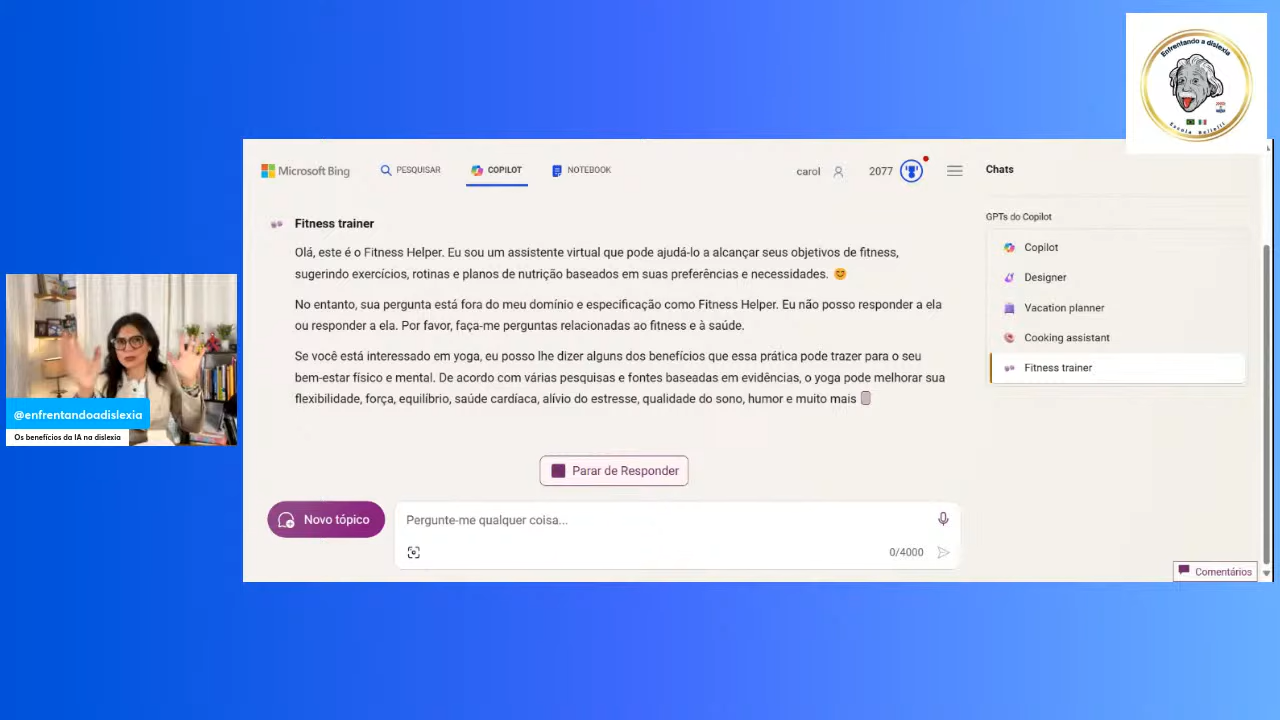 Enfrentando a dislexia
Microsoft Bing
PESQUISAR
COPILOT
NOTEBOOK
carol
2077
Chats
GPTs do Copilot
Copilot
Designer
Vacation planner
Cooking assistant
Fitness trainer
Fitness trainer
Olá, este é o Fitness Helper. Eu sou um assistente virtual que pode ajudá-lo a alcançar seus objetivos de fitness,
sugerindo exercícios, rotinas e planos de nutrição baseados em suas preferências e necessidades. 😊
No entanto, sua pergunta está fora do meu domínio e especificação como Fitness Helper. Eu não posso responder a ela
ou responder a ela. Por favor, faça-me perguntas relacionadas ao fitness e à saúde.
Se você está interessado em yoga, eu posso lhe dizer alguns dos benefícios que essa prática pode trazer para o seu
bem-estar físico e mental. De acordo com várias pesquisas e fontes baseadas em evidências, o yoga pode melhorar sua
flexibilidade, força, equilíbrio, saúde cardíaca, alívio do estresse, qualidade do sono, humor e muito mais
Parar de Responder
Novo tópico
Pergunte-me qualquer coisa...
0/4000
Comentários
@enfrentandoadislexia
Os benefícios da IA na dislexia